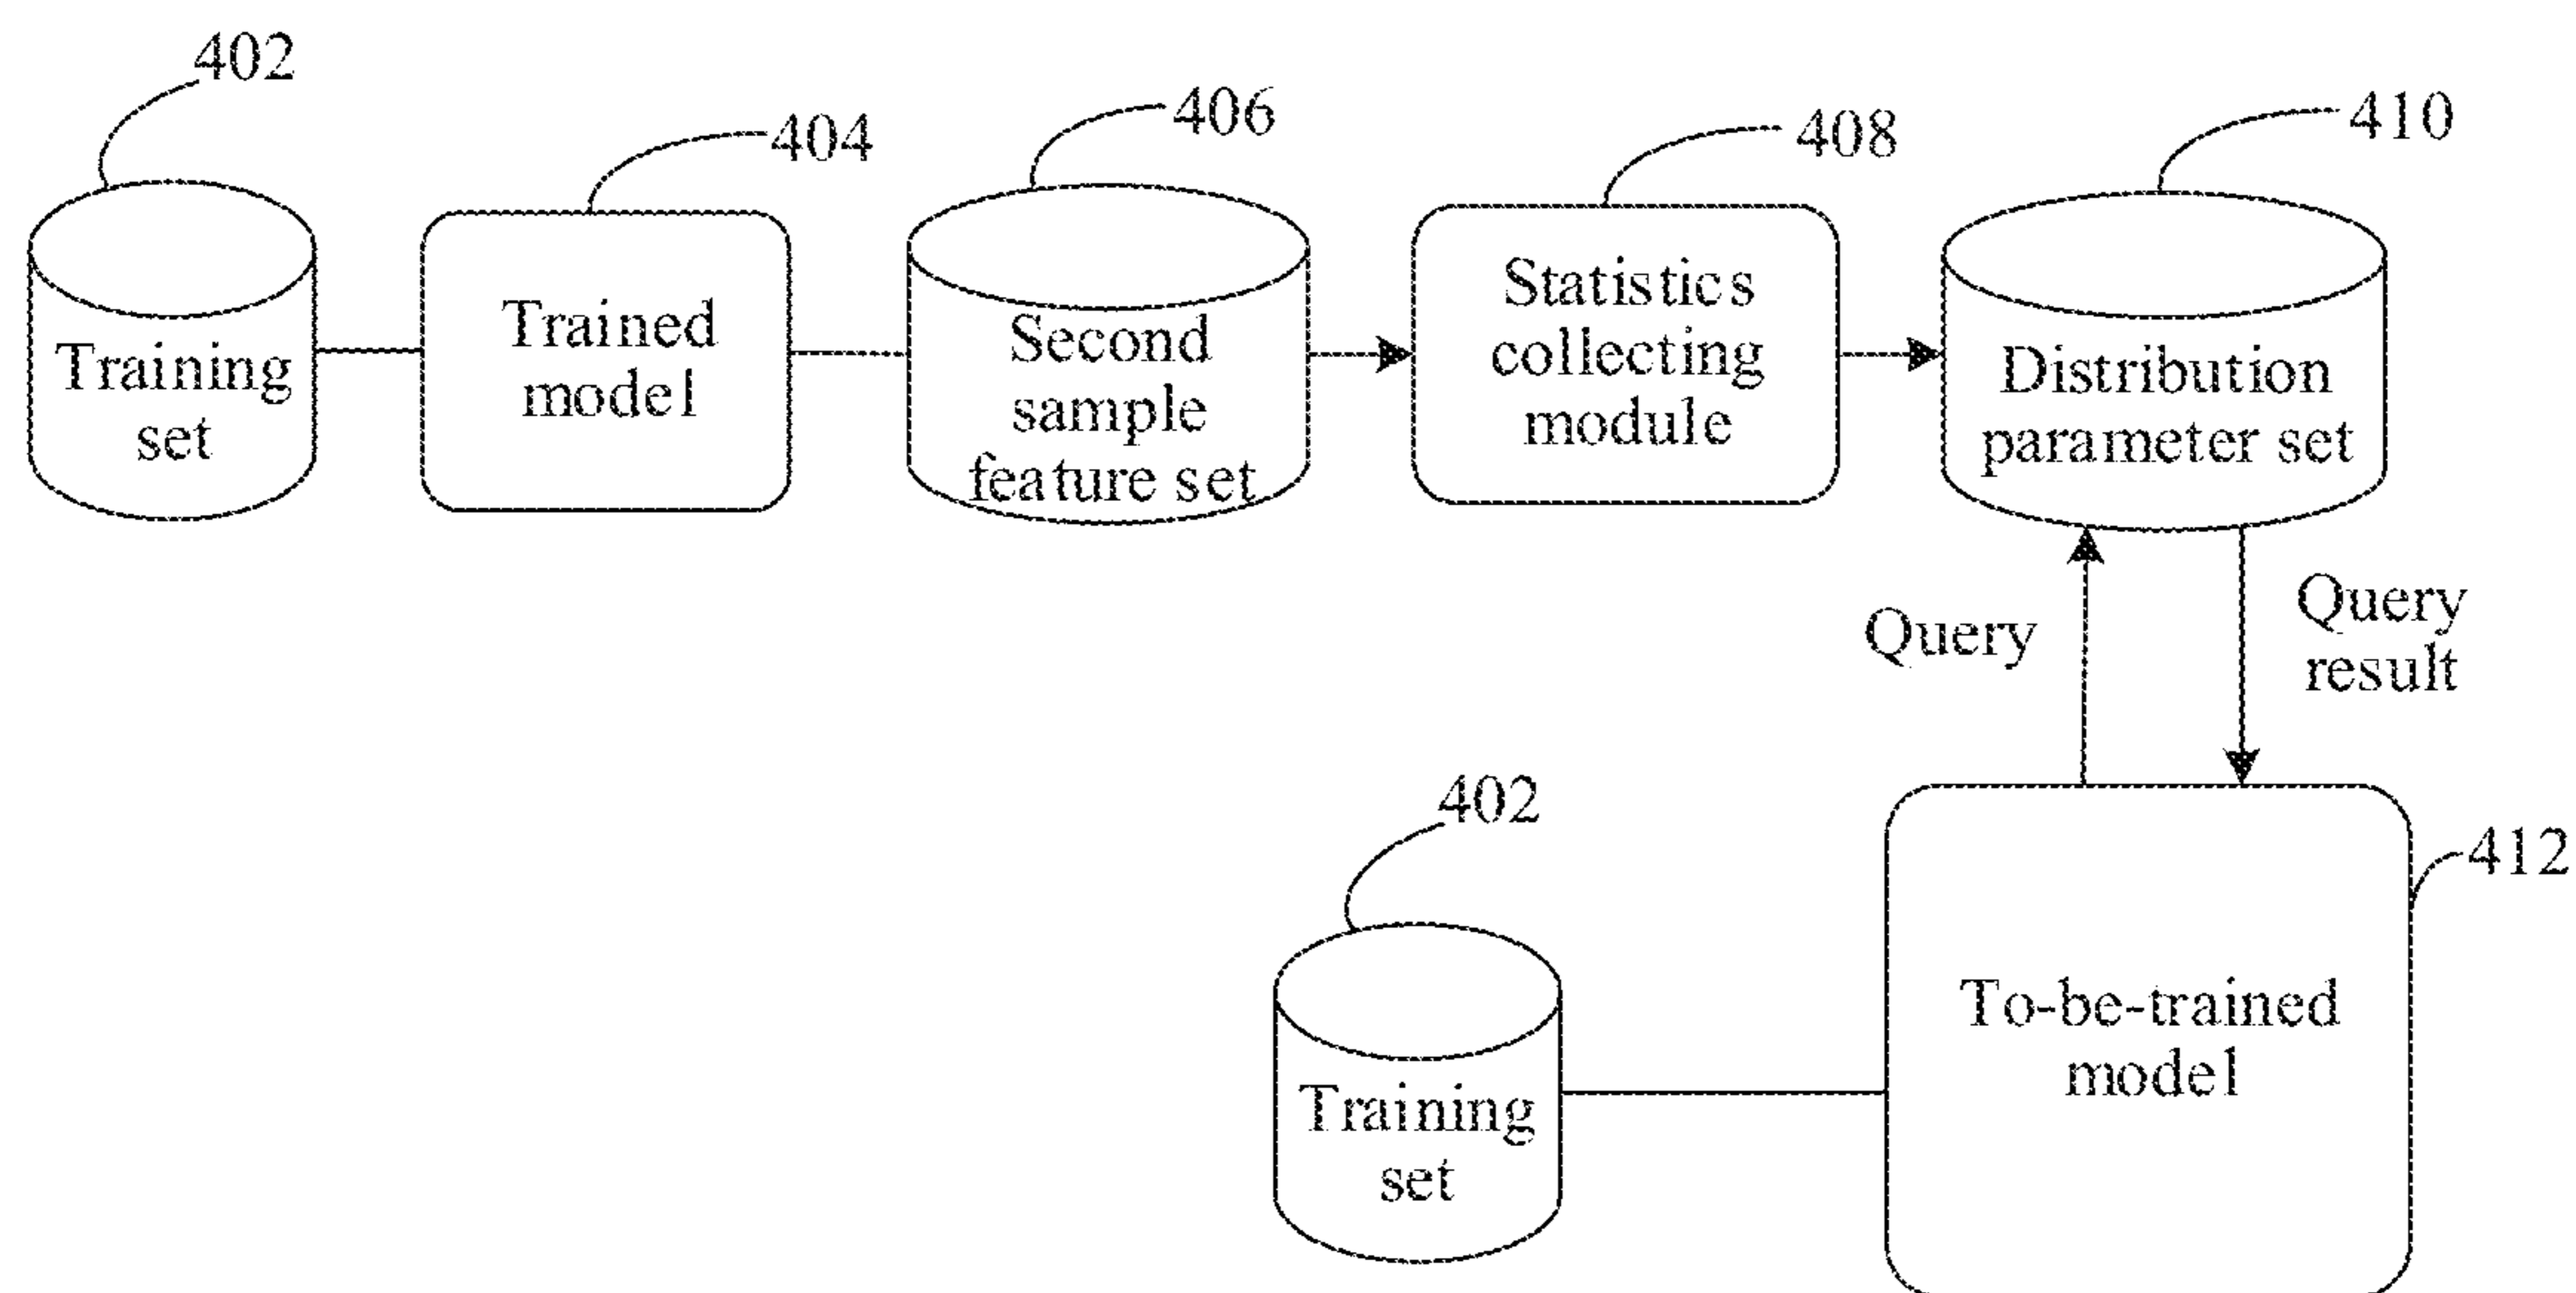 402
404
406
408
410
Training
set
Trained
model
Second
sample
feature set
Statistics
collecting
module
Distribution
parameter set
Query
Query
result
402
412
Training
set
To-be-trained
model